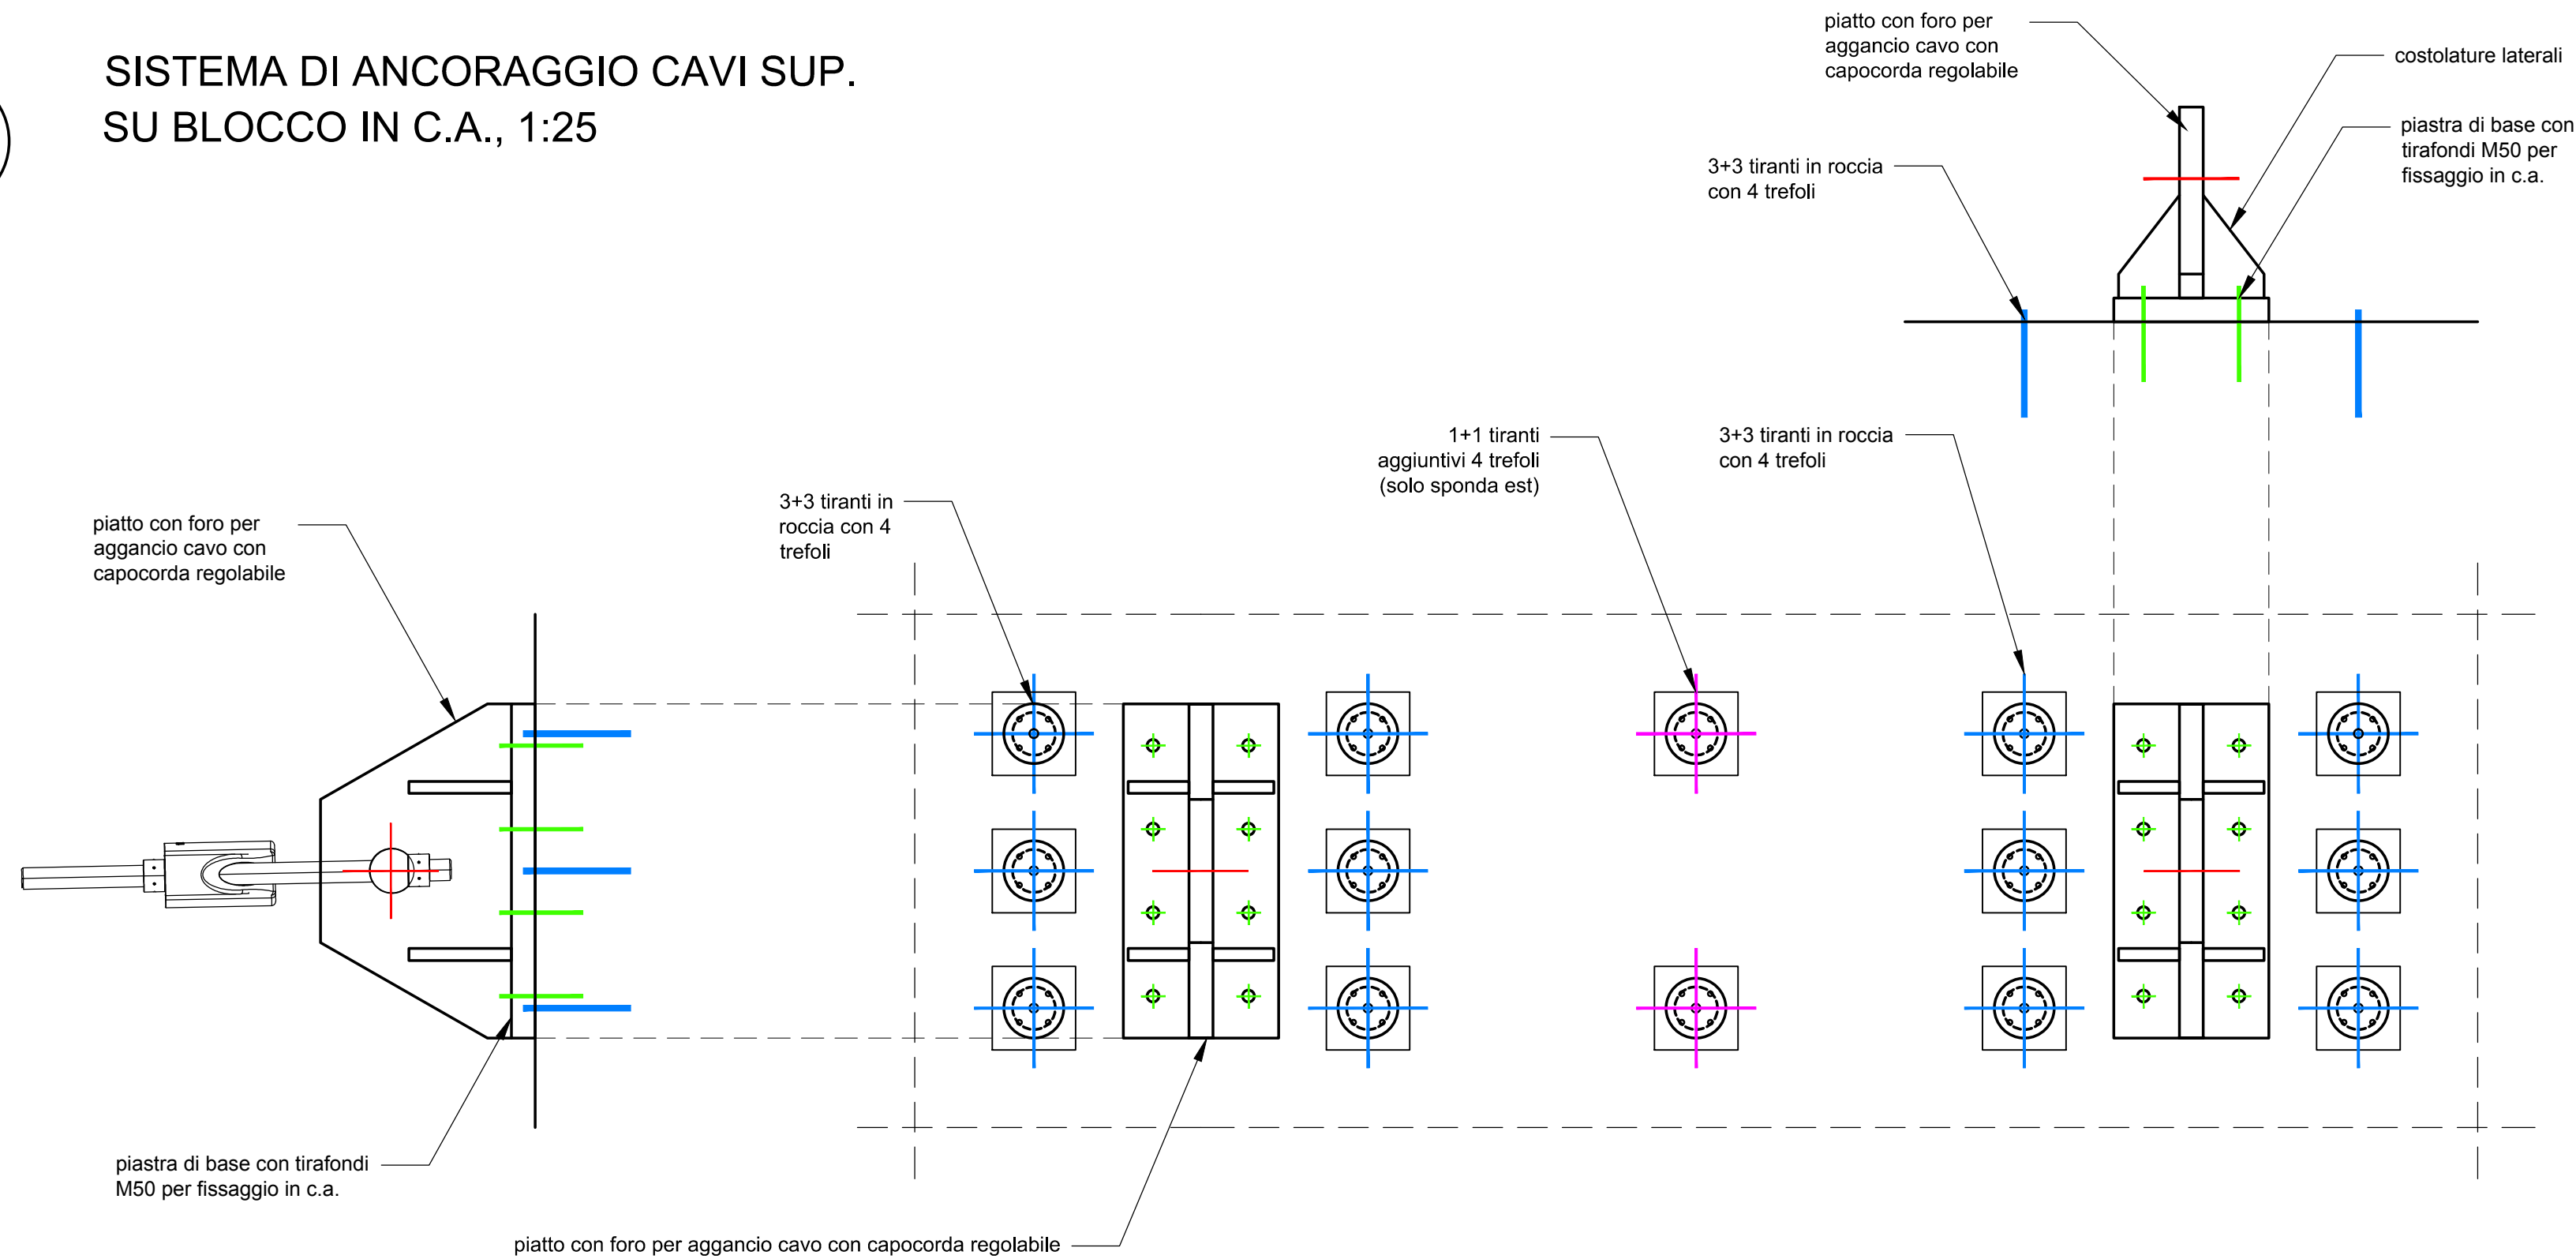 SISTEMA DI ANCORAGGIO CAVI SUP.
SU BLOCCO IN C.A., 1:25
piatto con foro per
aggancio cavo con
capocorda regolabile
costolature laterali
piastra di base con
tirafondi M50 per
fissaggio in c.a.
3+3 tiranti in roccia
con 4 trefoli
1+1 tiranti
aggiuntivi 4 trefoli
(solo sponda est)
3+3 tiranti in roccia
con 4 trefoli
3+3 tiranti in
roccia con 4
trefoli
piatto con foro per
aggancio cavo con
capocorda regolabile
piastra di base con tirafondi
M50 per fissaggio in c.a.
piatto con foro per aggancio cavo con capocorda regolabile